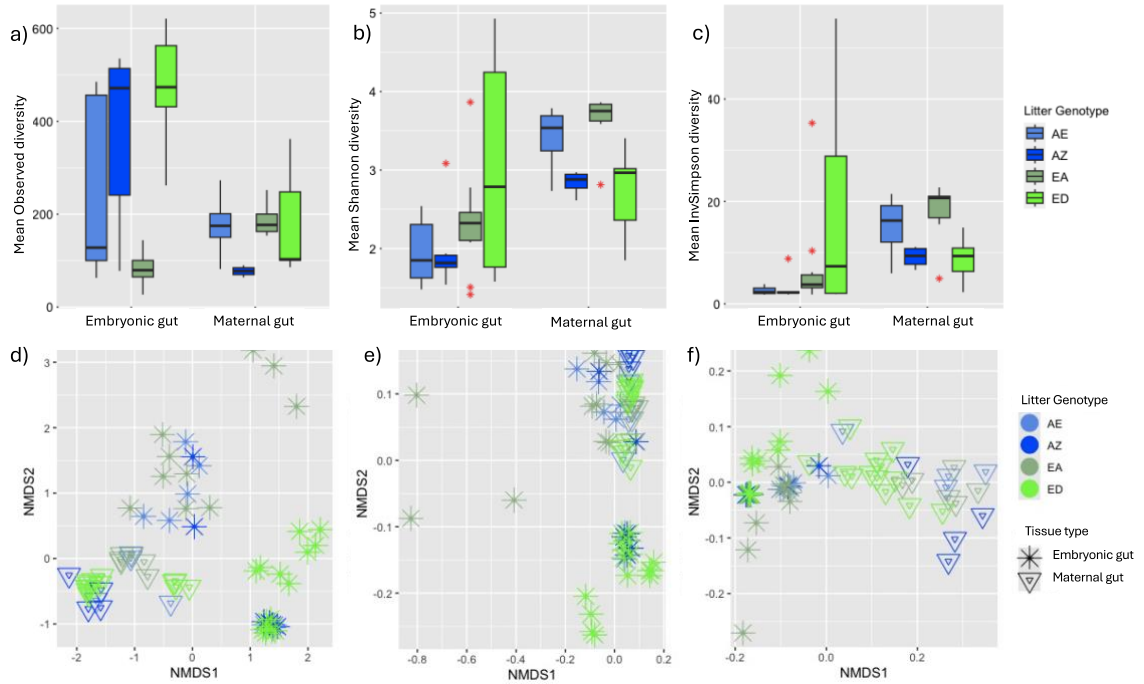 a)
Mean Observed diversity
600
400
200
0
Embryonic gut
Maternal gut
b)
Mean Shannon diversity
5
4
3
2
Embryonic gut
Maternal gut
c)
Mean InvSimpson diversity
40
20
0
Embryonic gut
Maternal gut
Litter Genotype
AE
AZ
EA
ED
d)
NMDS2
3
2
1
0
-1
-2
-1
0
1
2
NMDS1
e)
NMDS2
0.1
0.0
-0.1
-0.2
-0.8
-0.6
-0.4
-0.2
0.0
0.2
NMDS1
f)
NMDS2
0.2
0.1
0.0
-0.1
-0.2
-0.2
0.0
0.2
NMDS1
Litter Genotype
AE
AZ
EA
ED
Tissue type
Embryonic gut
Maternal gut